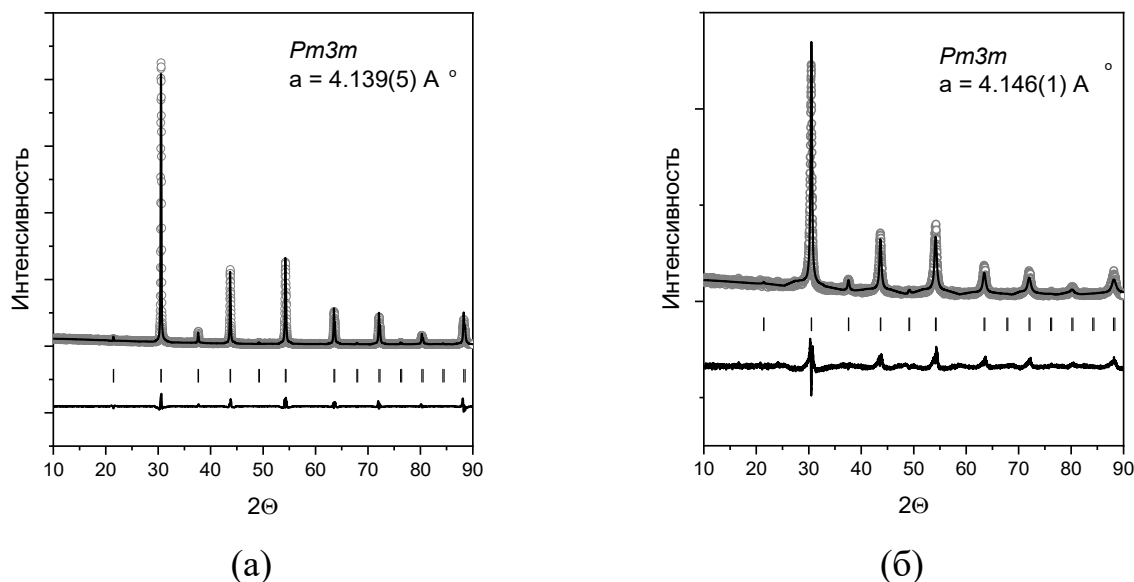 Pm3m
a = 4.139(5) A °
Интенсивность
10 20 30 40 50 60 70 80 90
2Θ
(а)
Pm3m
a = 4.146(1) A °
Интенсивность
10 20 30 40 50 60 70 80 90
2Θ
(б)